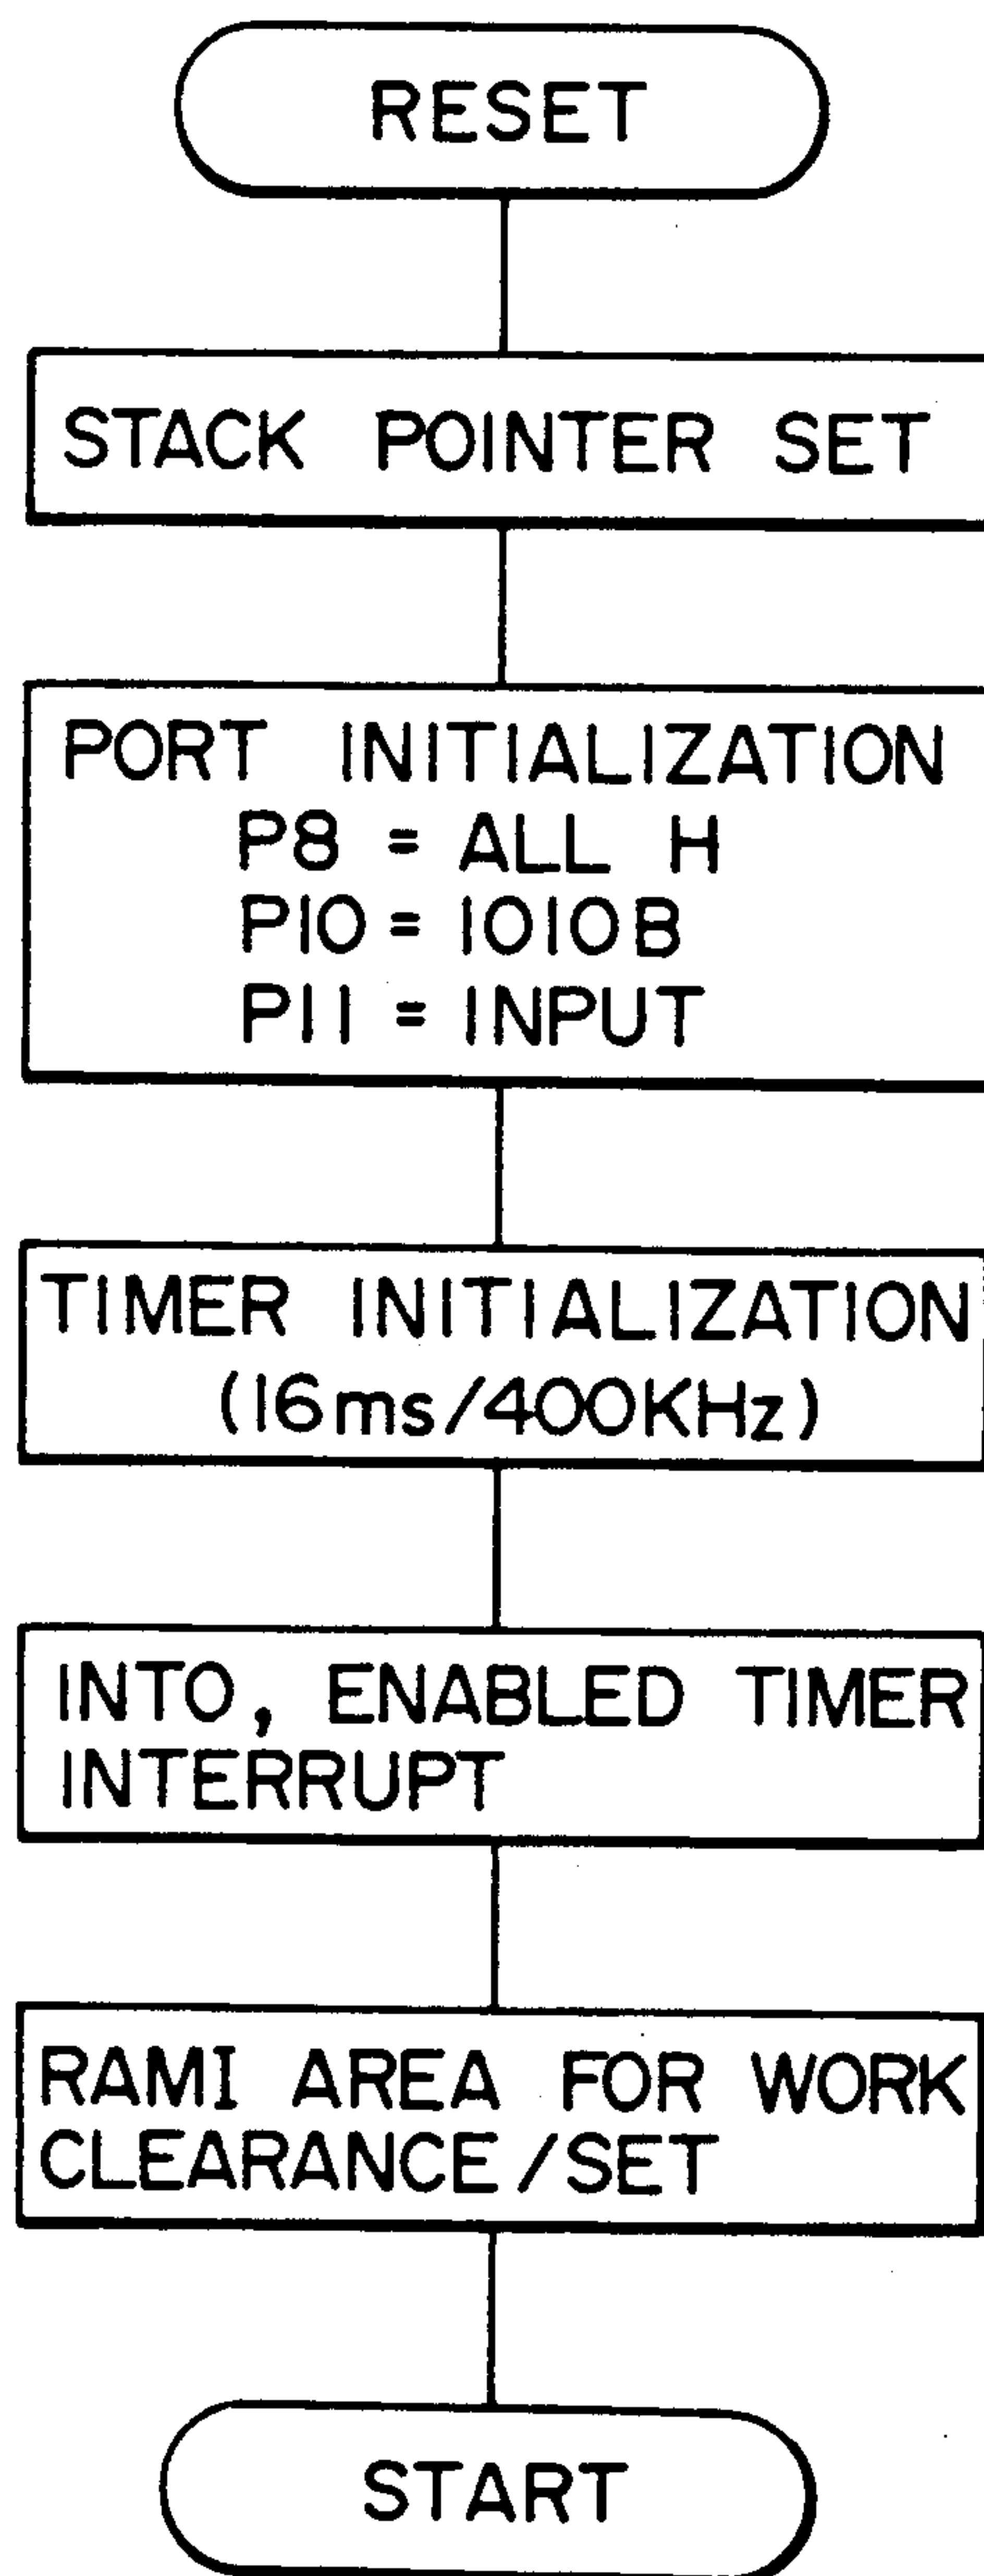 RESET
STACK POINTER SET
PORT INITIALIZATION
P8 = ALL H
P10 = 1010B
P11 = INPUT
TIMER INITIALIZATION
(16ms/400KHz)
INTO, ENABLED TIMER
INTERRUPT
RAMI AREA FOR WORK
CLEARANCE/SET
START